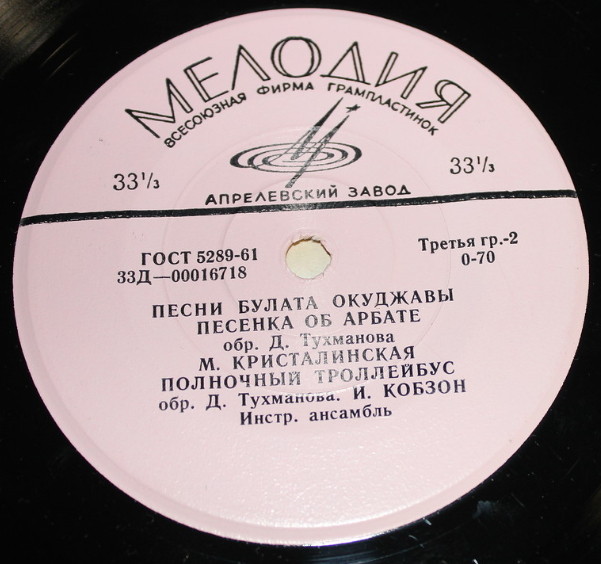 МЕЛОДИЯ
ВСЕСОЮЗНАЯ ФИРМА ГРАМПЛАСТИНОК
33⅓
33⅓
АПРЕЛЕВСКИЙ ЗАВОД
ГОСТ 5289-61
Третья гр.-2
33Д—00016718
0-70
ПЕСНИ БУЛАТА ОКУДЖАВЫ
ПЕСЕНКА ОБ АРБАТЕ
обр. Д. Тухманова
М. КРИСТАЛИНСКАЯ
ПОЛНОЧНЫЙ ТРОЛЛЕЙБУС
обр. Д. Тухманова. И. КОБЗОН
Инстр. ансамбль